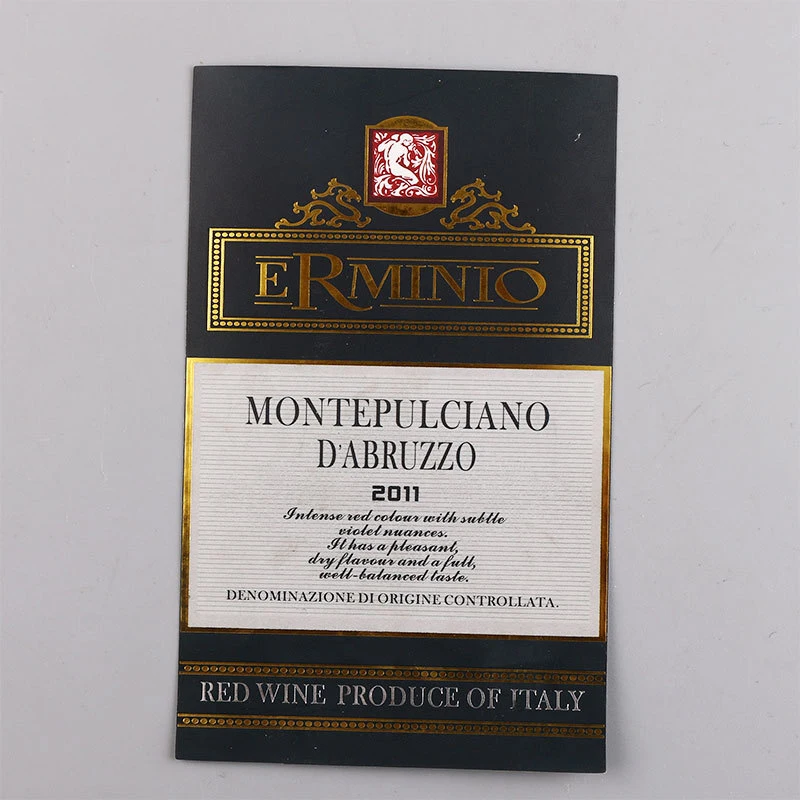 ERMINIO
MONTEPULCIANO
D'ABRUZZO
2011
Intense red colour with subtle
violet nuances.
It has a pleasant,
dry flavour and a full,
well-balanced taste.
DENOMINAZIONE DI ORIGINE CONTROLLATA.
RED WINE PRODUCE OF ITALY